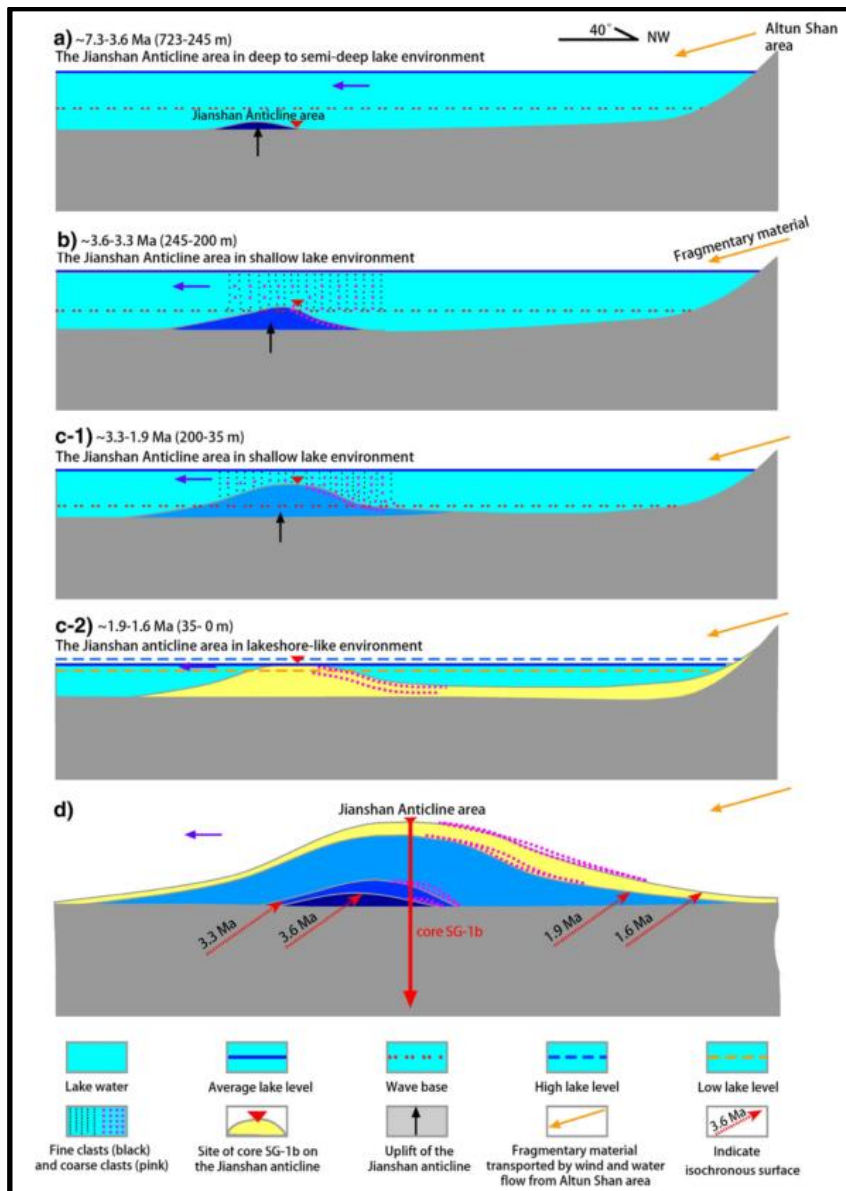 a) ~7.3-3.6 Ma (723-245 m)
The Jianshan Anticline area in deep to semi-deep lake environment
40° NW
Altun Shan
area
Jianshan Anticline area
b) ~3.6-3.3 Ma (245-200 m)
The Jianshan Anticline area in shallow lake environment
Fragmentary material
c-1) ~3.3-1.9 Ma (200-35 m)
The Jianshan Anticline area in shallow lake environment
c-2) ~1.9-1.6 Ma (35- 0 m)
The Jianshan anticline area in lakeshore-like environment
d)
Jianshan Anticline area
3.3 Ma
3.6 Ma
core SG-1b
1.9 Ma
1.6 Ma
Lake water
Average lake level
Wave base
High lake level
Low lake level
3.6 Ma
Fine clasts (black)
and coarse clasts (pink)
Site of core SG-1b on
the Jianshan anticline
Uplift of the
Jianshan anticline
Fragmentary material
transported by wind and water
flow from Altun Shan area
Indicate
isochronous surface